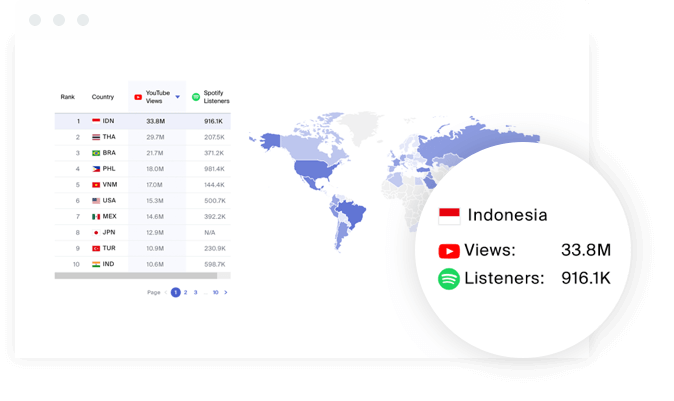 Rank Country YouTube Views Spotify Listeners
1 IDN 33.8M 916.1K
2 THA 29.7M 207.5K
3 BRA 21.7M 371.2K
4 PHL 18.0M 981.4K
5 VNM 17.0M 144.4K
6 USA 15.3M 500.7K
7 MEX 14.6M 392.2K
8 JPN 12.9M N/A
9 TUR 10.9M 230.9K
10 IND 10.6M 598.7K
Page 1 2 3 ... 10
Indonesia
Views: 33.8M
Listeners: 916.1K